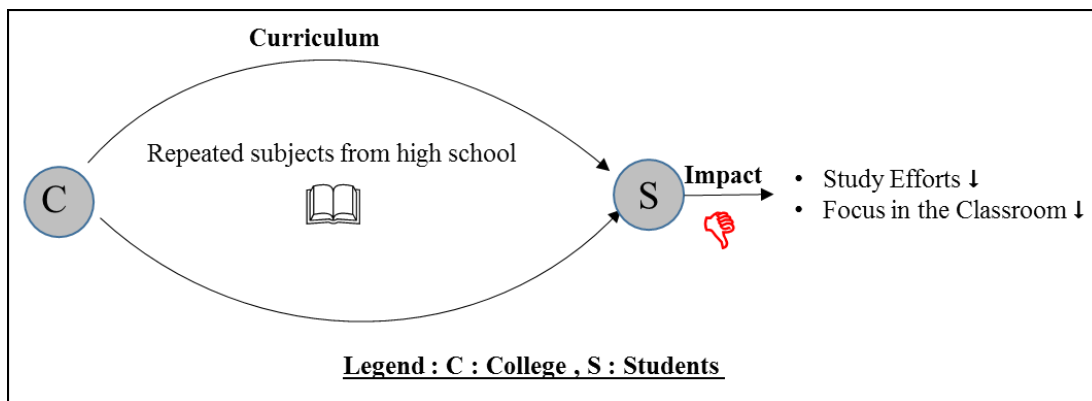 Curriculum
Repeated subjects from high school
C
S
Impact
• Study Efforts ↓
• Focus in the Classroom ↓
Legend : C : College , S : Students